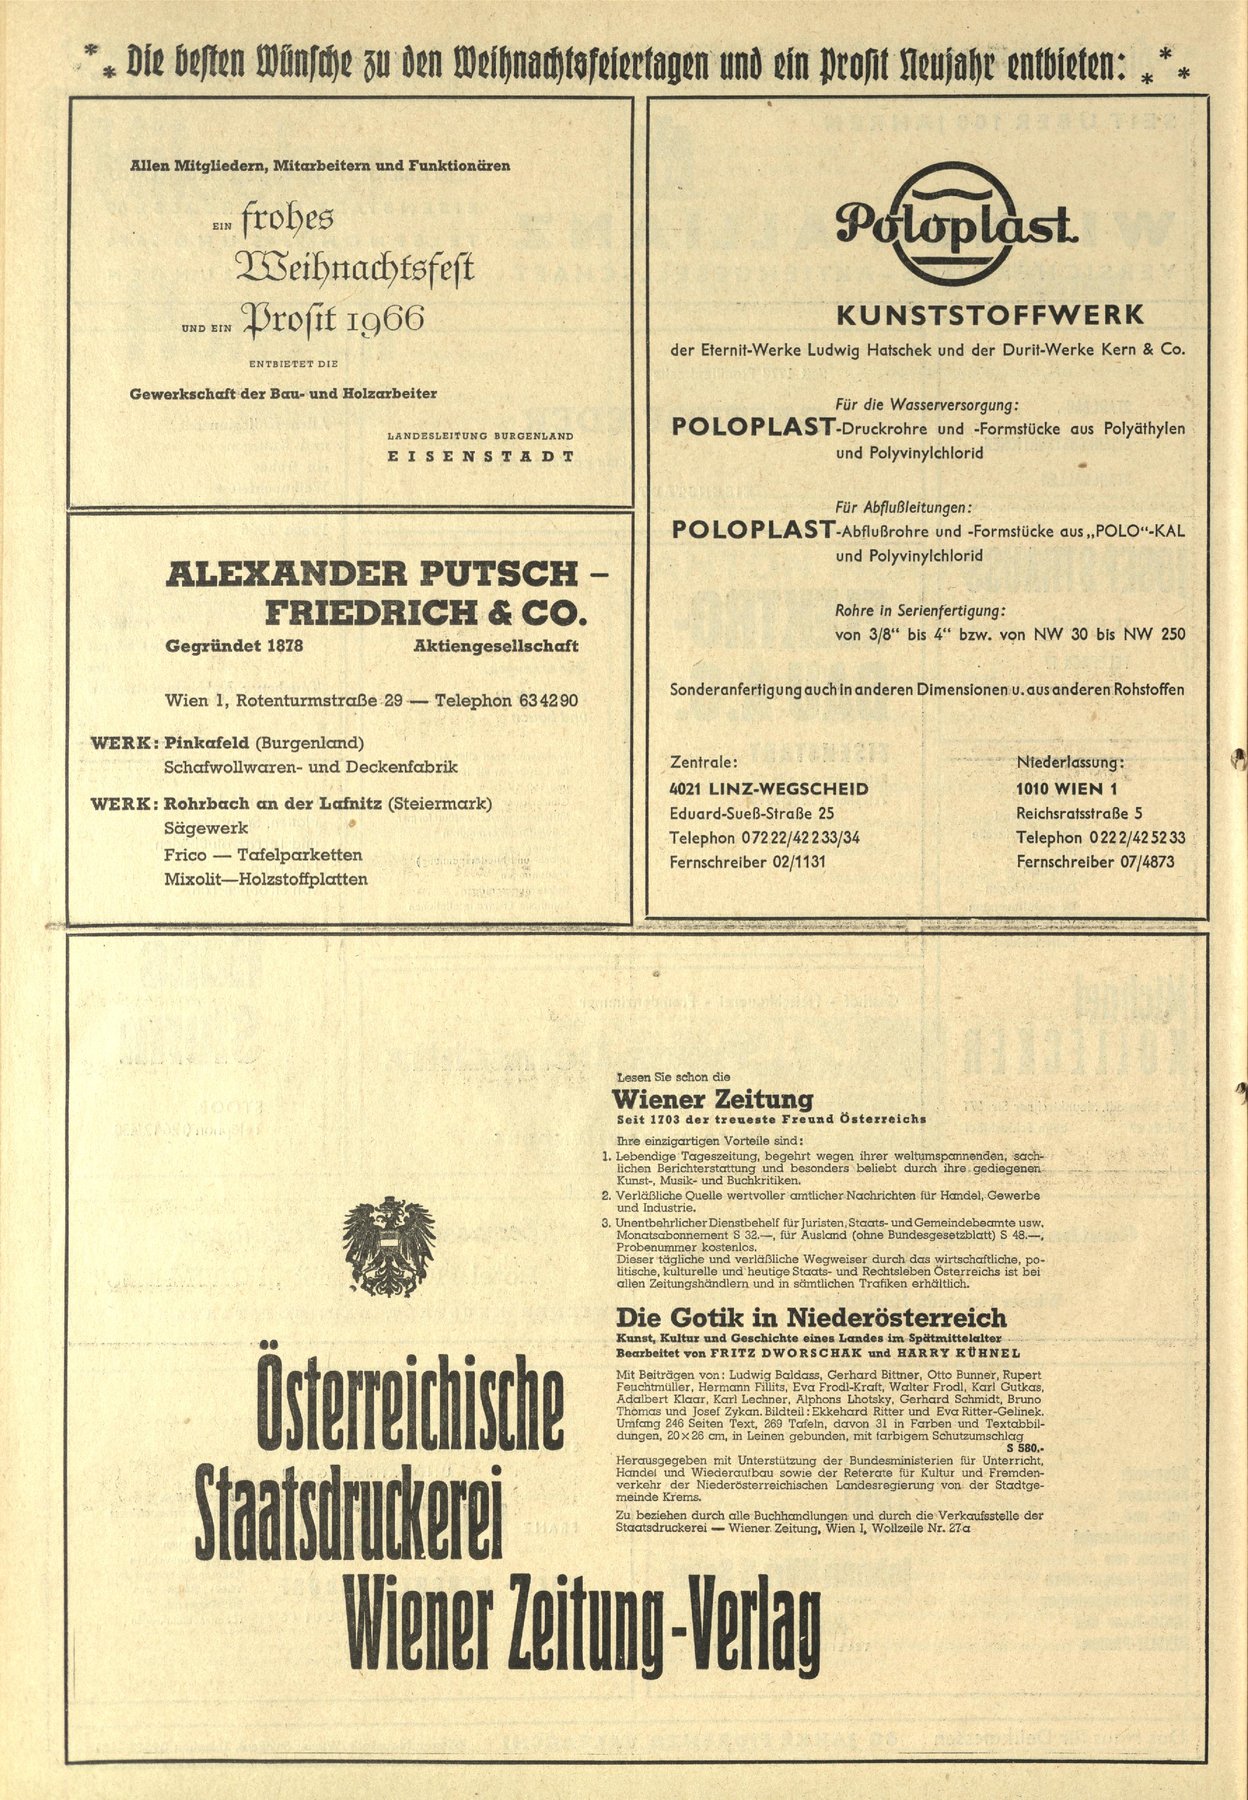 Die besten Wünsche zu den Weihnachtsfeiertagen und ein Prosit Neujahr entbieten:
Allen Mitgliedern, Mitarbeitern und Funktionären
EIN frohes
Weihnachtsfest
UND EIN Prosit 1966
ENTBIETET DIE
Gewerkschaft der Bau- und Holzarbeiter
LANDESLEITUNG BURGENLAND
EISENSTADT
ALEXANDER PUTSCH –
FRIEDRICH & CO.
Gegründet 1878 Aktiengesellschaft
Wien 1, Rotenturmstraße 29 — Telephon 63 42 90
WERK: Pinkafeld (Burgenland)
Schafwollwaren- und Deckenfabrik
WERK: Rohrbach an der Lafnitz (Steiermark)
Sägewerk
Frico — Tafelparketten
Mixolit—Holzstoffplatten
Poloplast
KUNSTSTOFFWERK
der Eternit-Werke Ludwig Hatschek und der Durit-Werke Kern & Co.
Für die Wasserversorgung:
POLOPLAST-Druckrohre und -Formstücke aus Polyäthylen
und Polyvinylchlorid
Für Abflußleitungen:
POLOPLAST-Abflußrohre und -Formstücke aus „POLO“-KAL
und Polyvinylchlorid
Rohre in Serienfertigung:
von 3/8“ bis 4“ bzw. von NW 30 bis NW 250
Sonderanfertigung auch in anderen Dimensionen u. aus anderen Rohstoffen
Zentrale:
4021 LINZ-WEGSCHEID
Eduard-Sueß-Straße 25
Telephon 0 72 22/42 2 33/34
Fernschreiber 02/1131
Niederlassung:
1010 WIEN 1
Reichsratsstraße 5
Telephon 0 22 2/42 52 33
Fernschreiber 07/4873
Lesen Sie schon die
Wiener Zeitung
Seit 1703 der treueste Freund Österreichs
Ihre einzigartigen Vorteile sind:
1. Lebendige Tageszeitung, begehrt wegen ihrer weltumspannenden, sach-
lichen Berichterstattung und besonders beliebt durch ihre gediegenen
Kunst-, Musik- und Buchkritiken.
2. Verläßliche Quelle wertvoller amtlicher Nachrichten für Handel, Gewerbe
und Industrie.
3. Unentbehrlicher Dienstbehelf für Juristen, Staats- und Gemeindebeamte usw.
Monatsabonnement S 32.—, für Ausland (ohne Bundesgesetzblatt) S 48.—,
Probenummer kostenlos.
Dieser tägliche und verläßliche Wegweiser durch das wirtschaftliche, po-
litische, kulturelle und heutige Staats- und Rechtsleben Österreichs ist bei
allen Zeitungshändlern und in sämtlichen Trafiken erhältlich.
Die Gotik in Niederösterreich
Kunst, Kultur und Geschichte eines Landes im Spätmittelalter
Bearbeitet von FRITZ DWORSCHAK und HARRY KÜHNEL
Mit Beiträgen von: Ludwig Baldass, Gerhard Bittner, Otto Bunner, Rupert
Feuchtmüller, Hermann Fillits, Eva Frodl-Kraft, Walter Frodl, Karl Gutkas,
Adalbert Klaar, Karl Lechner, Alphons Lhotsky, Gerhard Schmidt, Bruno
Thomas und Josef Zykan. Bildteil: Ekkehard Ritter und Eva Ritter-Gelinek.
Umfang 246 Seiten Text, 269 Tafeln, davon 31 in Farben und Textabbil-
dungen, 20×26 cm, in Leinen gebunden, mit farbigem Schutzumschlag
S 580.-
Herausgegeben mit Unterstützung der Bundesministerien für Unterricht,
Handel und Wiederaufbau sowie der Referate für Kultur und Fremden-
verkehr der Niederösterreichischen Landesregierung von der Stadtge-
meinde Krems.
Zu beziehen durch alle Buchhandlungen und durch die Verkaufsstelle der
Staatsdruckerei — Wiener Zeitung, Wien I, Wollzeile Nr. 27a
Österreichische
Staatsdruckerei
Wiener Zeitung-Verlag